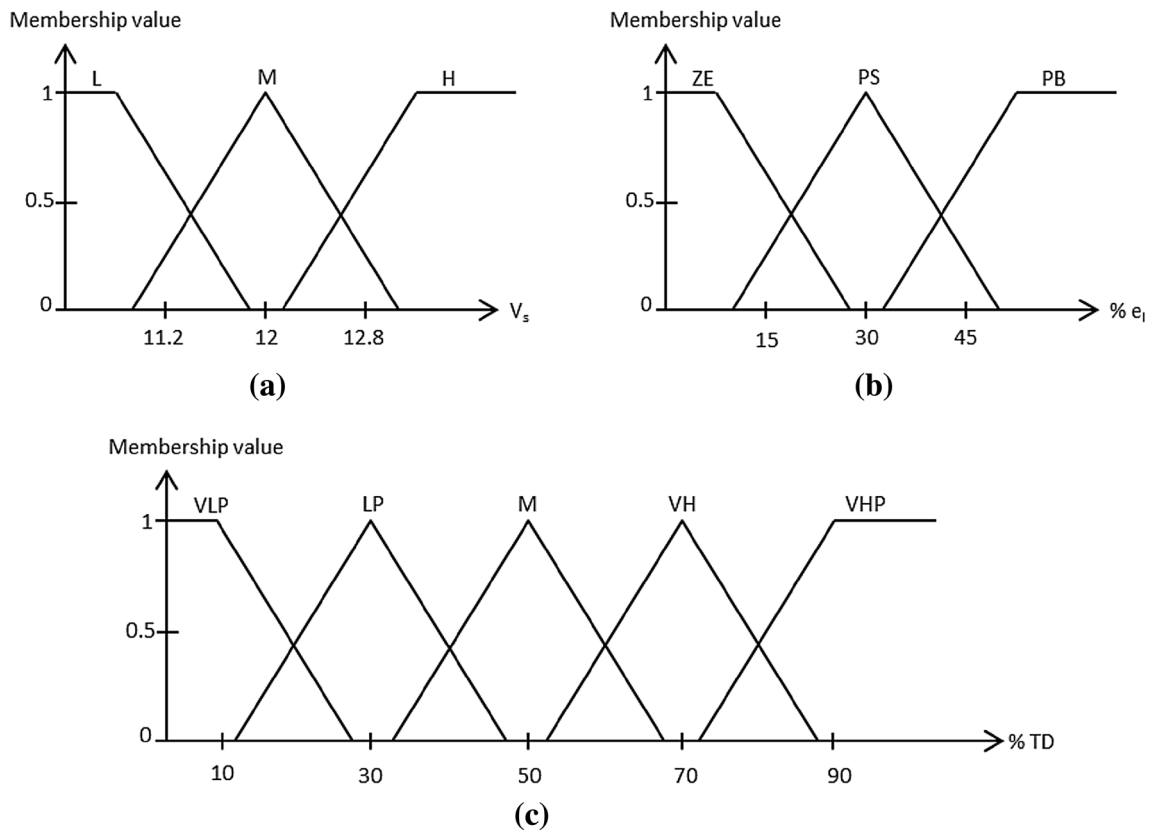 Membership value
L M H
1
0.5
0
11.2 12 12.8
Vs
(a)
Membership value
ZE PS PB
1
0.5
0
15 30 45
% eI
(b)
Membership value
VLP LP M VH VHP
1
0.5
0
10 30 50 70 90
% TD
(c)